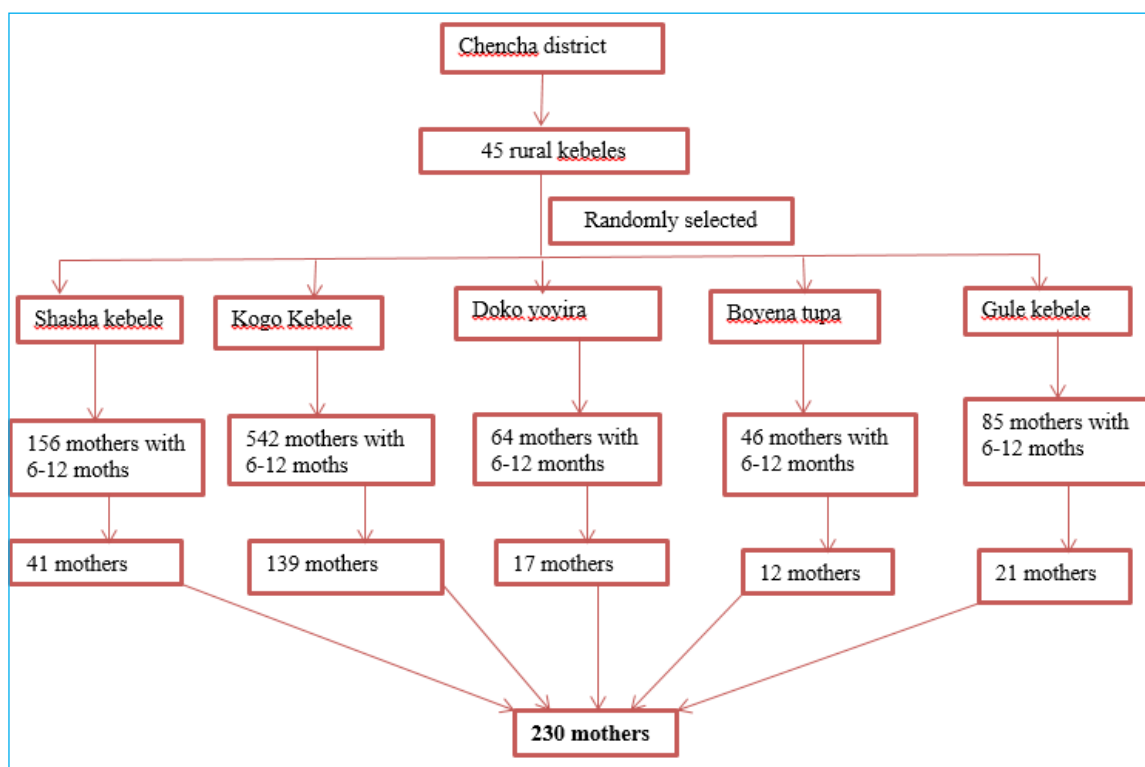 Chencha district
45 rural kebeles
Randomly selected
Shasha kebele
Kogo Kebele
Doko yoyira
Boyena tupa
Gule kebele
156 mothers with
6-12 moths
542 mothers with
6-12 moths
64 mothers with
6-12 months
46 mothers with
6-12 months
85 mothers with
6-12 moths
41 mothers
139 mothers
17 mothers
12 mothers
21 mothers
230 mothers